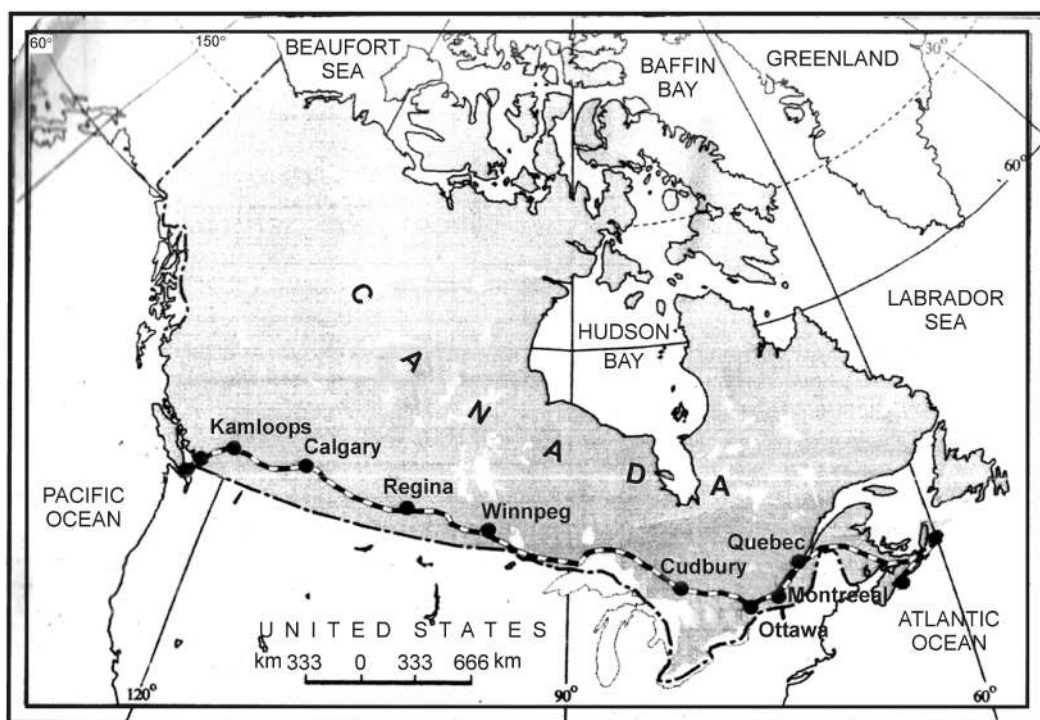 60°
150°
BEAUFORT
SEA
BAFFIN
BAY
GREENLAND
30°
60°
LABRADOR
SEA
HUDSON
BAY
C A N A D A
Kamloops
Calgary
Regina
Winnpeg
PACIFIC
OCEAN
Quebec
Cudbury
Montreeal
Ottawa
ATLANTIC
OCEAN
UNITED STATES
km 333 0 333 666 km
120°
90°
60°